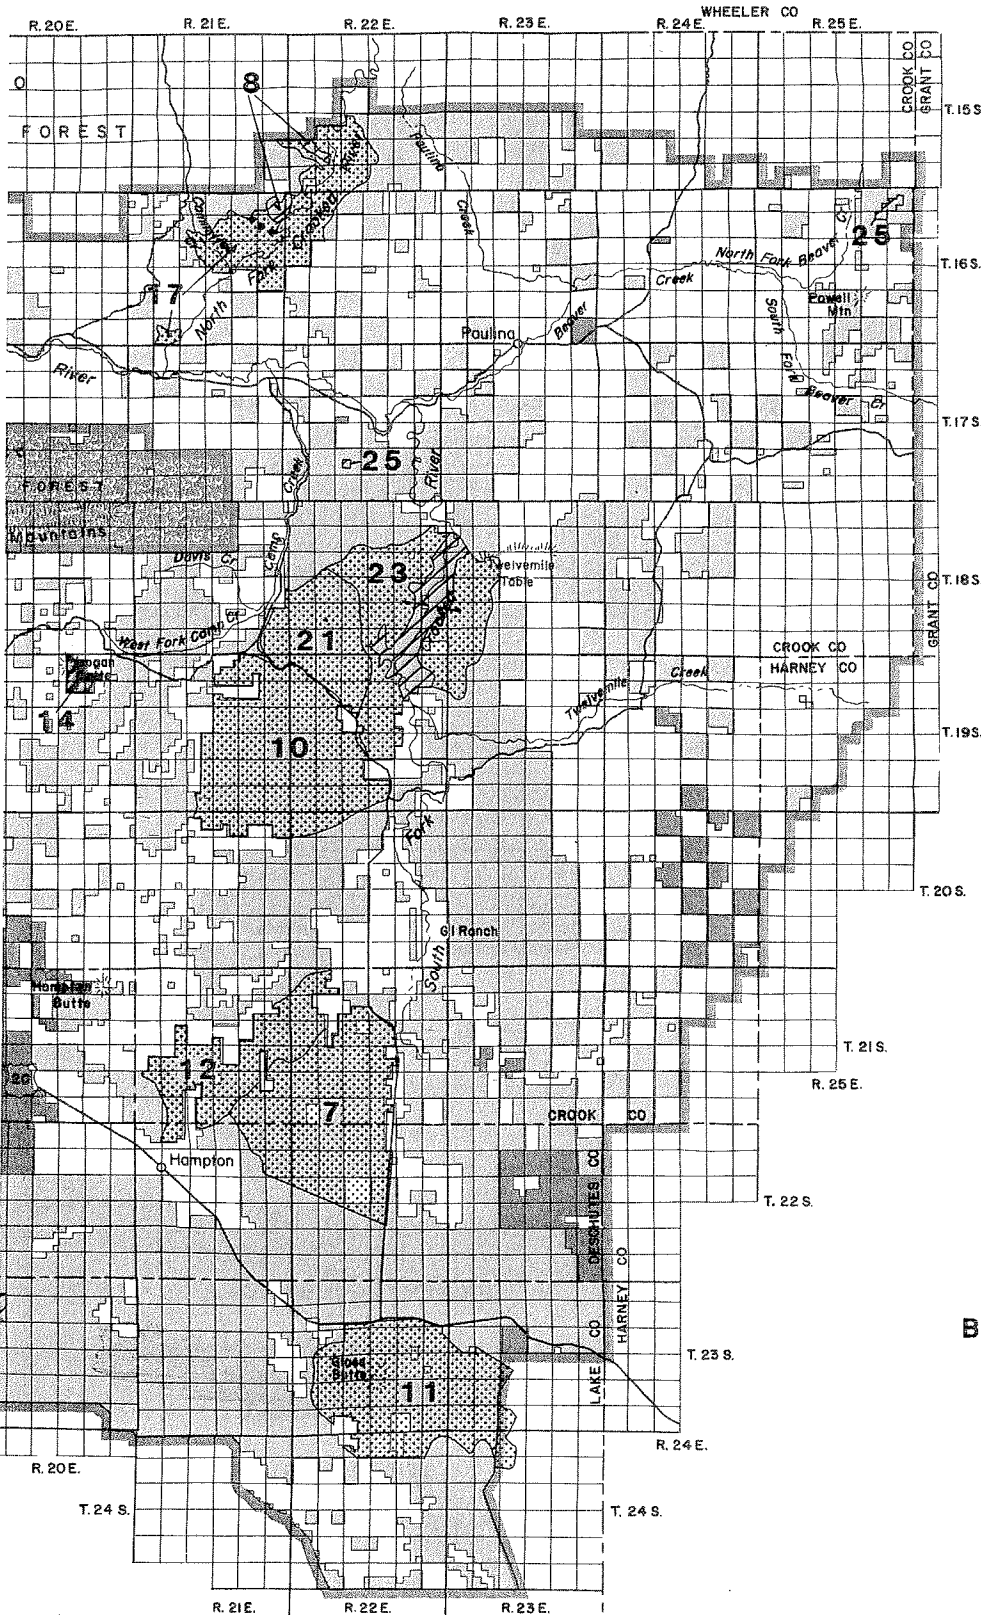 WHEELER CO
R. 20 E.
R. 21 E.
R. 22 E.
R. 23 E.
R. 24 E.
R. 25 E.
CROOK CO
GRANT CO
O
8
T. 15 S.
FOREST
Paulina
Creek
River
Crooked
Fork
North
25
North Fork Beaver Cr
T. 16 S.
Creek
17
Powell
Mtn
South
Fork
Beaver Cr
Paulina
Beaver
River
T. 17 S.
25
River
Creek
FOREST
Mountains
Davis Cr
Camp
23
Twelvemile
Table
T. 18 S.
GRANT CO
Crooked
West Fork Camp Cr
21
CROOK CO
HARNEY CO
Butte
14
Twelvemile
Creek
10
T. 19 S.
Fork
T. 20 S.
GI Ranch
South
Hampton
Butte
T. 21 S.
12
20
R. 25 E.
7
CROOK CO
Hampton
DESCHUTES CO
T. 22 S.
HARNEY CO
B
LAKE CO
T. 23 S.
Glass
Butte
11
R. 24 E.
R. 20 E.
T. 24 S.
T. 24 S.
R. 21 E.
R. 22 E.
R. 23 E.